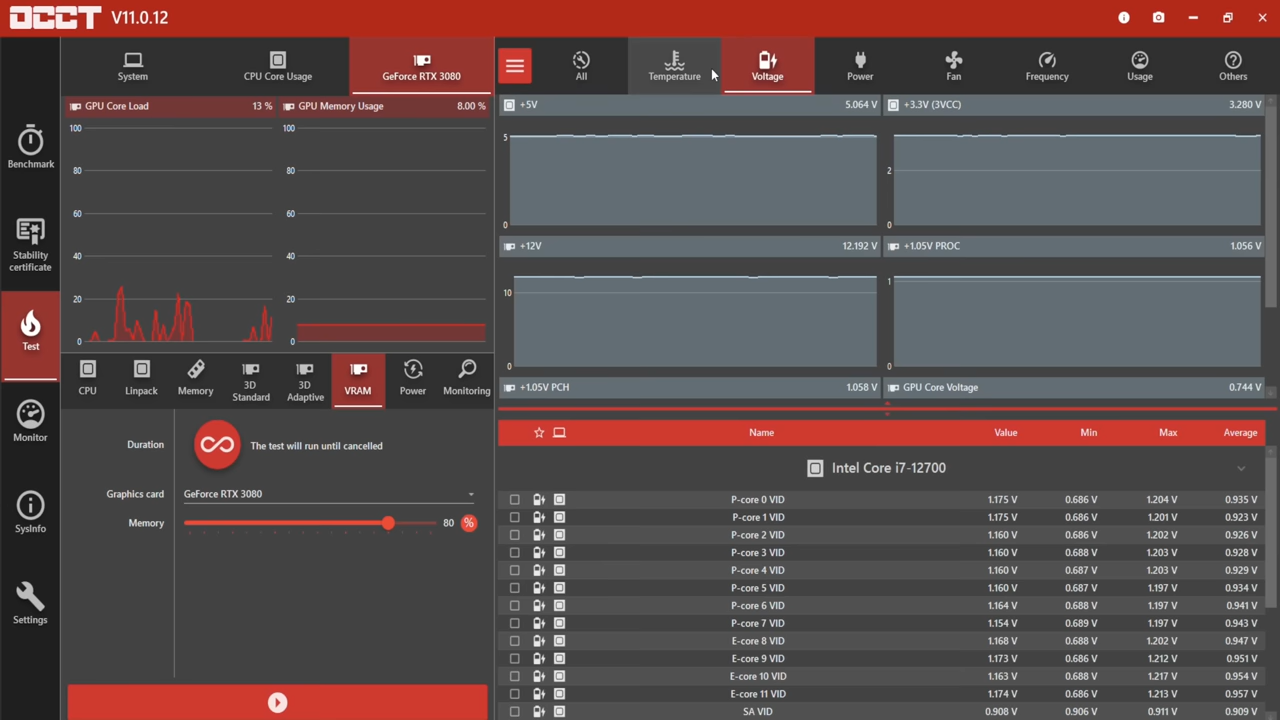 OCCT V11.0.12
System
CPU Core Usage
GeForce RTX 3080
All
Temperature
Voltage
Power
Fan
Frequency
Usage
Others
Benchmark
Stability
certificate
Test
Monitor
SysInfo
Settings
GPU Core Load 13 %
100
80
60
40
20
0
GPU Memory Usage 8.00 %
100
80
60
40
20
0
CPU
Linpack
Memory
3D
Standard
3D
Adaptive
VRAM
Power
Monitoring
Duration
The test will run until cancelled
Graphics card GeForce RTX 3080
Memory 80 %
+5V 5.064 V
5
0
+3.3V (3VCC) 3.280 V
2
0
+12V 12.192 V
10
0
+1.05V PROC 1.056 V
1
0
+1.05V PCH 1.058 V
GPU Core Voltage 0.744 V
Name Value Min Max Average
Intel Core i7-12700
P-core 0 VID 1.175 V 0.686 V 1.204 V 0.935 V
P-core 1 VID 1.175 V 0.686 V 1.201 V 0.923 V
P-core 2 VID 1.160 V 0.686 V 1.202 V 0.926 V
P-core 3 VID 1.160 V 0.688 V 1.203 V 0.928 V
P-core 4 VID 1.160 V 0.687 V 1.203 V 0.929 V
P-core 5 VID 1.160 V 0.687 V 1.197 V 0.934 V
P-core 6 VID 1.164 V 0.688 V 1.197 V 0.941 V
P-core 7 VID 1.154 V 0.689 V 1.197 V 0.943 V
E-core 8 VID 1.168 V 0.688 V 1.202 V 0.947 V
E-core 9 VID 1.173 V 0.686 V 1.212 V 0.951 V
E-core 10 VID 1.163 V 0.688 V 1.217 V 0.954 V
E-core 11 VID 1.174 V 0.686 V 1.213 V 0.957 V
SA VID 0.908 V 0.906 V 0.911 V 0.909 V